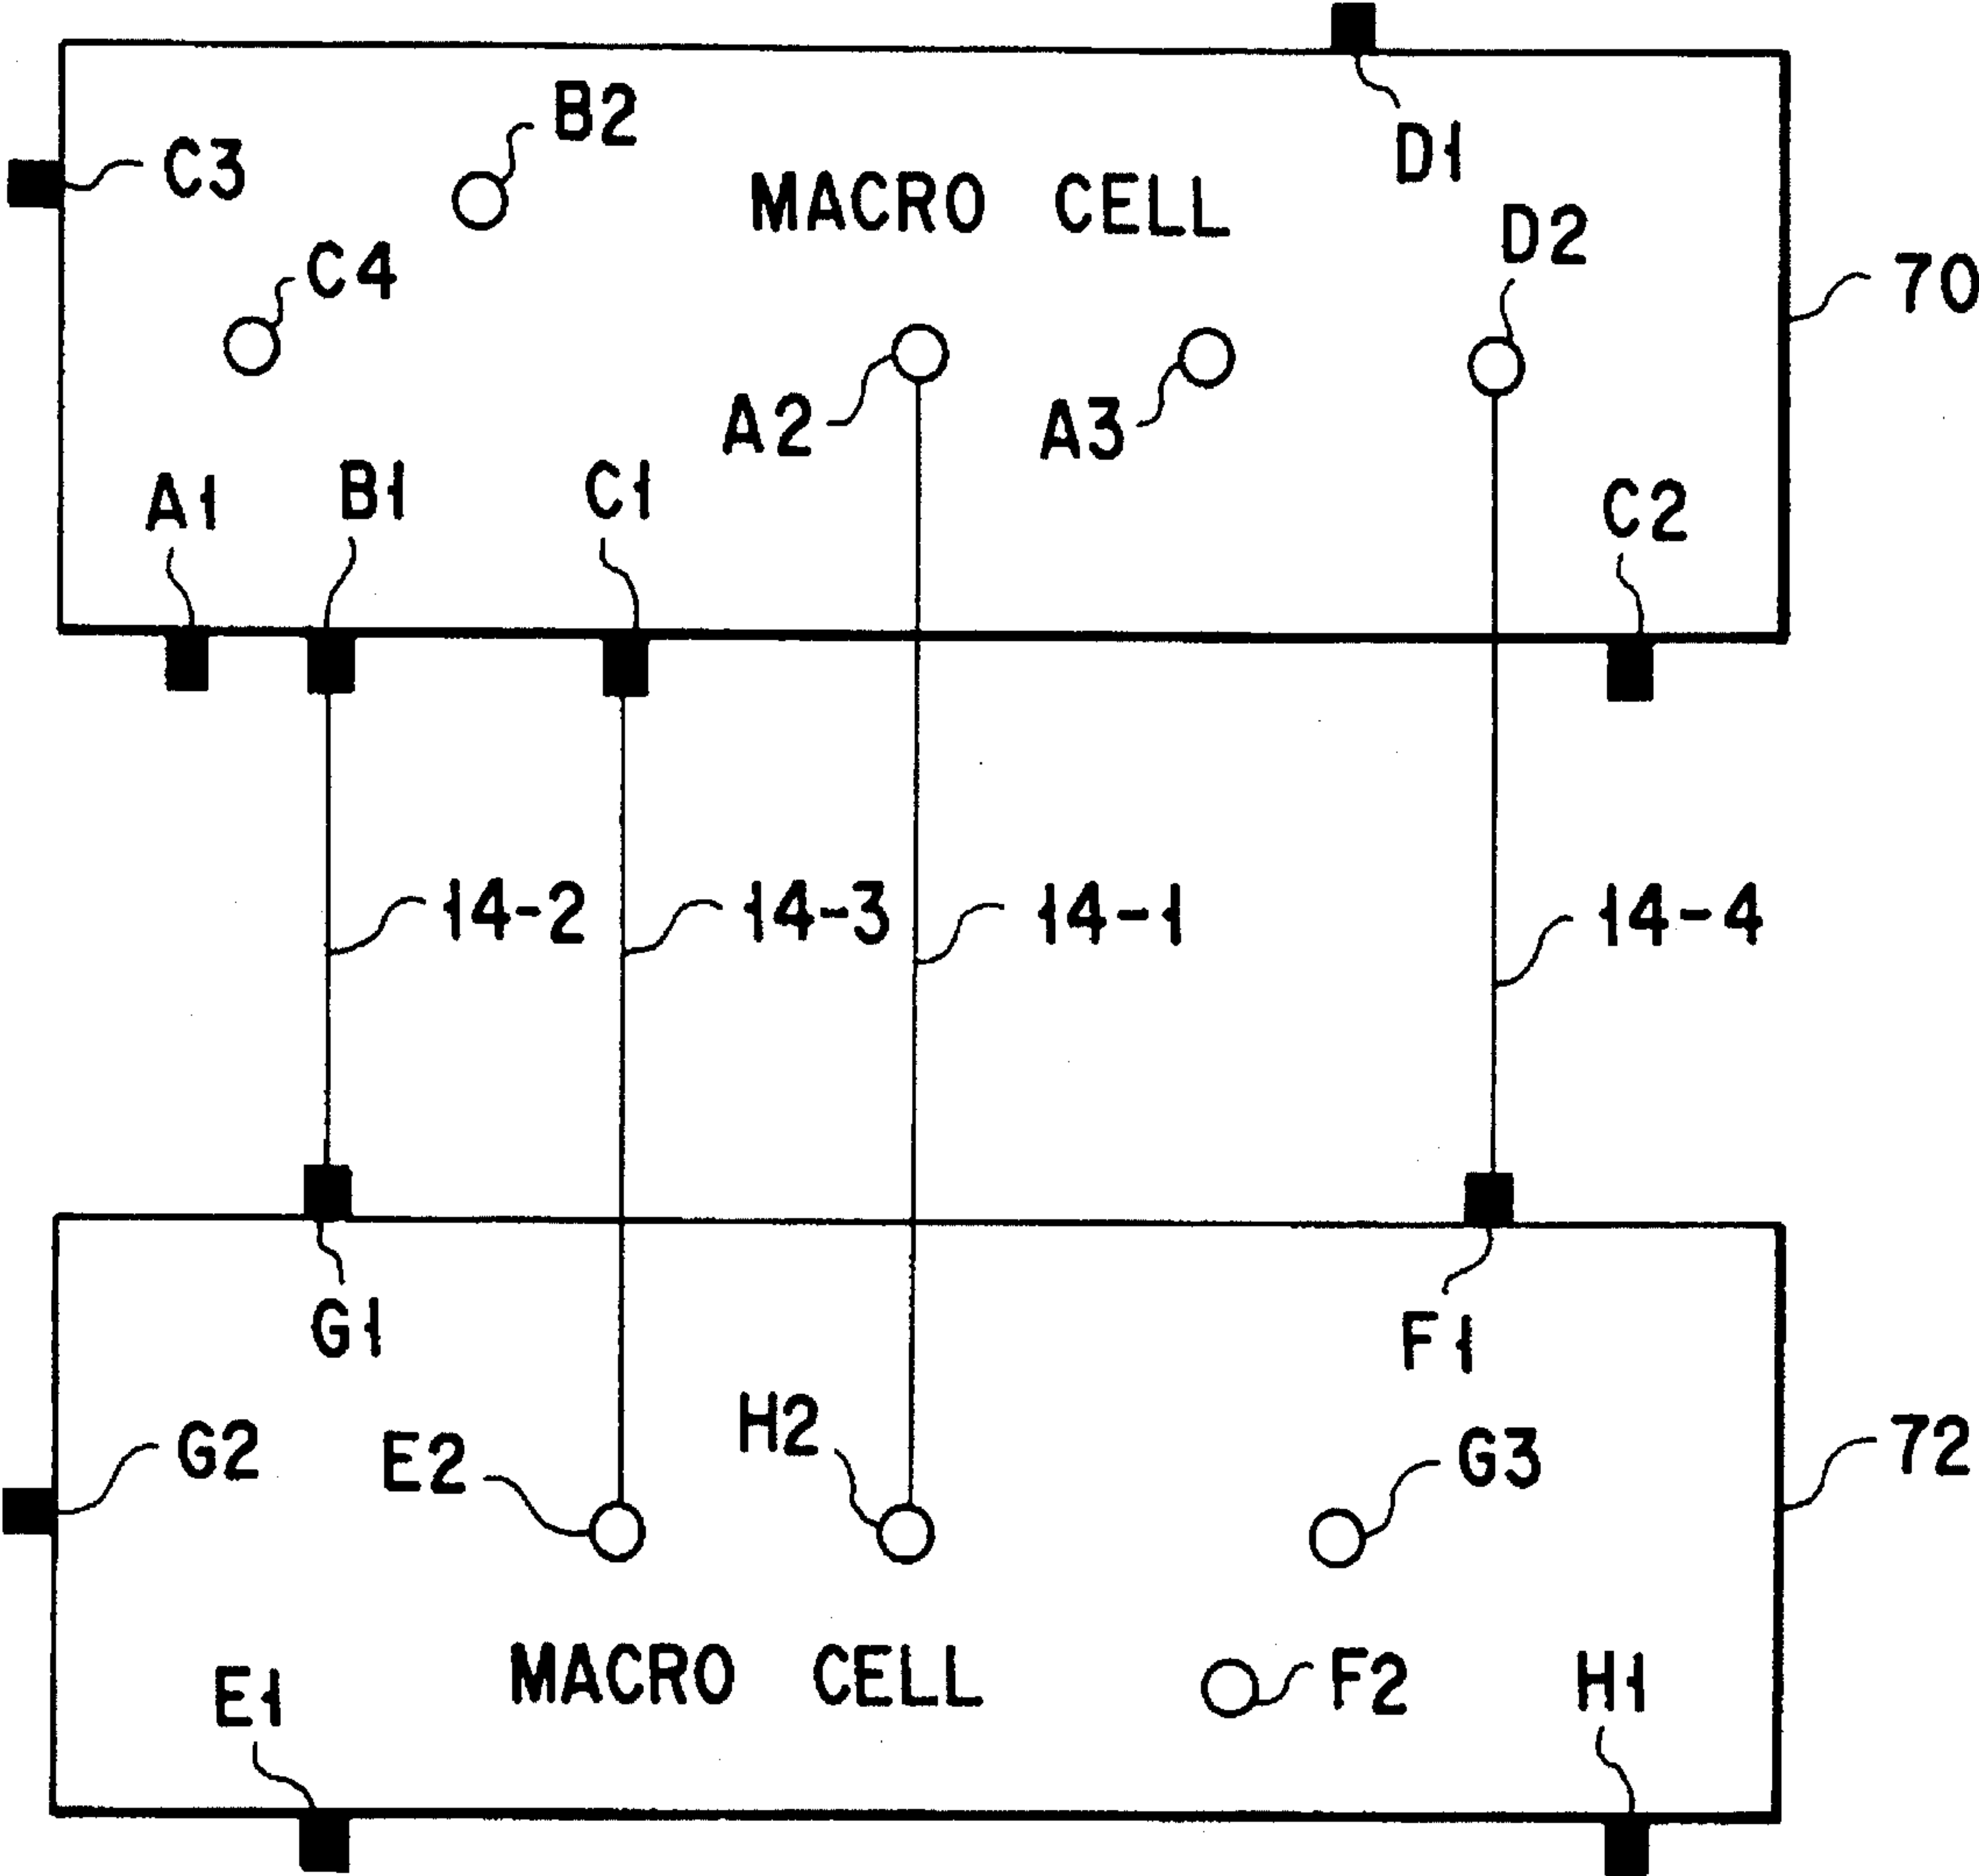 B2
D1
C3
MACRO CELL
D2
C4
70
A2
A3
A1
B1
C1
C2
14-2
14-3
14-1
14-4
G1
F1
G2
E2
H2
G3
72
E1
MACRO CELL
F2
H1